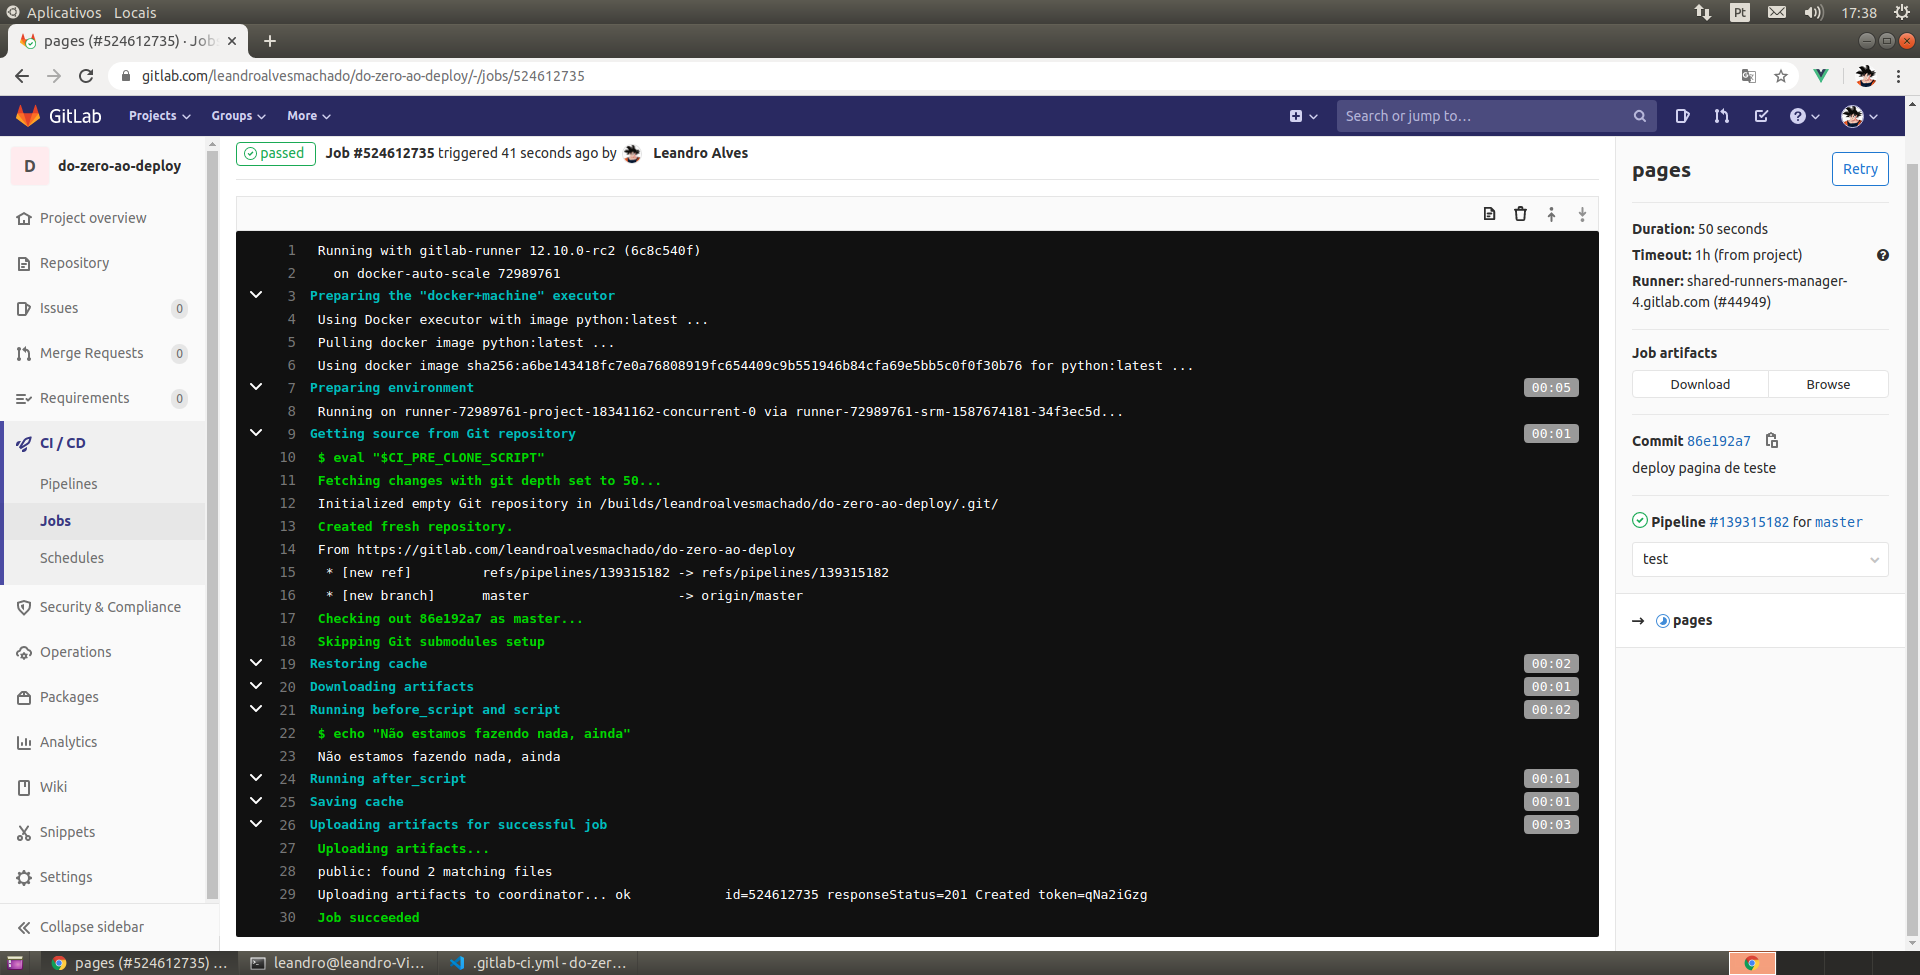 Aplicativos Locais
Pt 17:38
pages (#524612735) · Job
gitlab.com/leandroalvesmachado/do-zero-ao-deploy/-/jobs/524612735
GitLab Projects Groups More Search or jump to...
D do-zero-ao-deploy
Project overview
Repository
Issues 0
Merge Requests 0
Requirements 0
CI / CD
Pipelines
Jobs
Schedules
Security & Compliance
Operations
Packages
Analytics
Wiki
Snippets
Settings
Collapse sidebar
passed Job #524612735 triggered 41 seconds ago by Leandro Alves
1 Running with gitlab-runner 12.10.0-rc2 (6c8c540f)
2 on docker-auto-scale 72989761
3 Preparing the "docker+machine" executor
4 Using Docker executor with image python:latest ...
5 Pulling docker image python:latest ...
6 Using docker image sha256:a6be143418fc7e0a76808919fc654409c9b551946b84cfa69e5bb5c0f0f30b76 for python:latest ...
7 Preparing environment 00:05
8 Running on runner-72989761-project-18341162-concurrent-0 via runner-72989761-srm-1587674181-34f3ec5d...
9 Getting source from Git repository 00:01
10 $ eval "$CI_PRE_CLONE_SCRIPT"
11 Fetching changes with git depth set to 50...
12 Initialized empty Git repository in /builds/leandroalvesmachado/do-zero-ao-deploy/.git/
13 Created fresh repository.
14 From https://gitlab.com/leandroalvesmachado/do-zero-ao-deploy
15 * [new ref] refs/pipelines/139315182 -> refs/pipelines/139315182
16 * [new branch] master -> origin/master
17 Checking out 86e192a7 as master...
18 Skipping Git submodules setup
19 Restoring cache 00:02
20 Downloading artifacts 00:01
21 Running before_script and script 00:02
22 $ echo "Não estamos fazendo nada, ainda"
23 Não estamos fazendo nada, ainda
24 Running after_script 00:01
25 Saving cache 00:01
26 Uploading artifacts for successful job 00:03
27 Uploading artifacts...
28 public: found 2 matching files
29 Uploading artifacts to coordinator... ok id=524612735 responseStatus=201 Created token=qNa2iGzg
30 Job succeeded
pages Retry
Duration: 50 seconds
Timeout: 1h (from project)
Runner: shared-runners-manager-
4.gitlab.com (#44949)
Job artifacts
Download Browse
Commit 86e192a7
deploy pagina de teste
Pipeline #139315182 for master
test
→ pages
pages (#524612735) ... leandro@leandro-Vi... .gitlab-ci.yml - do-zer...